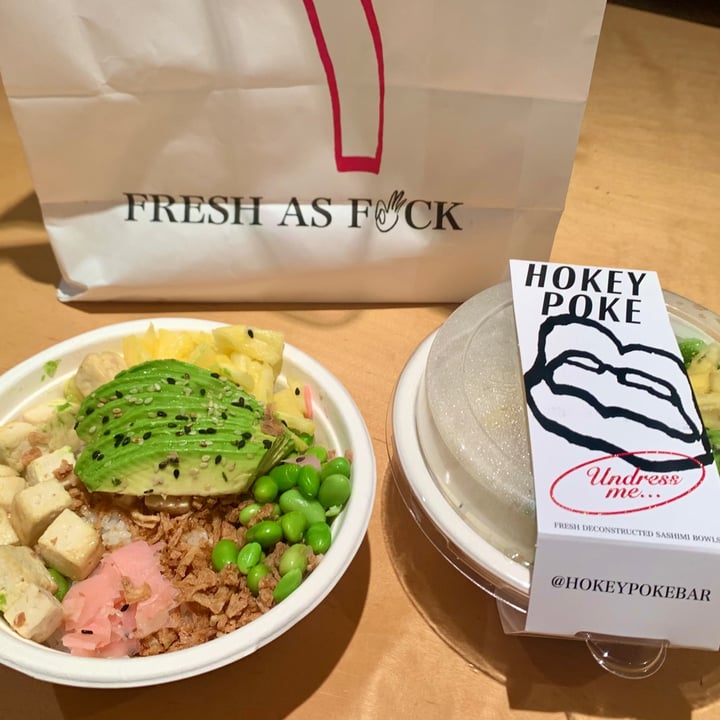 FRESH AS F👌CK
HOKEY
POKE
Undress
me...
FRESH DECONSTRUCTED SASHIMI BOWLS
@HOKEYPOKEBAR